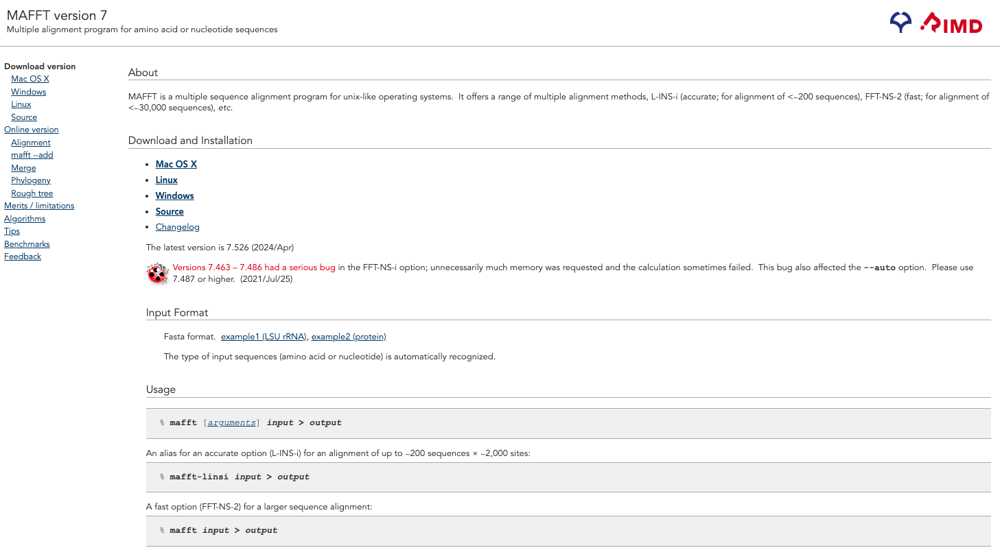 MAFFT version 7
Multiple alignment program for amino acid or nucleotide sequences
RIMD
Download version
Mac OS X
Windows
Linux
Source
Online version
Alignment
mafft --add
Merge
Phylogeny
Rough tree
Merits / limitations
Algorithms
Tips
Benchmarks
Feedback
About
MAFFT is a multiple sequence alignment program for unix-like operating systems.  It offers a range of multiple alignment methods, L-INS-i (accurate; for alignment of <~200 sequences), FFT-NS-2 (fast; for alignment of
<~30,000 sequences), etc.
Download and Installation
• Mac OS X
• Linux
• Windows
• Source
• Changelog
The latest version is 7.526 (2024/Apr)
Versions 7.463 – 7.486 had a serious bug in the FFT-NS-i option; unnecessarily much memory was requested and the calculation sometimes failed.  This bug also affected the --auto option.  Please use
7.487 or higher.  (2021/Jul/25)
Input Format
Fasta format.  example1 (LSU rRNA), example2 (protein)
The type of input sequences (amino acid or nucleotide) is automatically recognized.
Usage
% mafft [arguments] input > output
An alias for an accurate option (L-INS-i) for an alignment of up to ~200 sequences × ~2,000 sites:
% mafft-linsi input > output
A fast option (FFT-NS-2) for a larger sequence alignment:
% mafft input > output